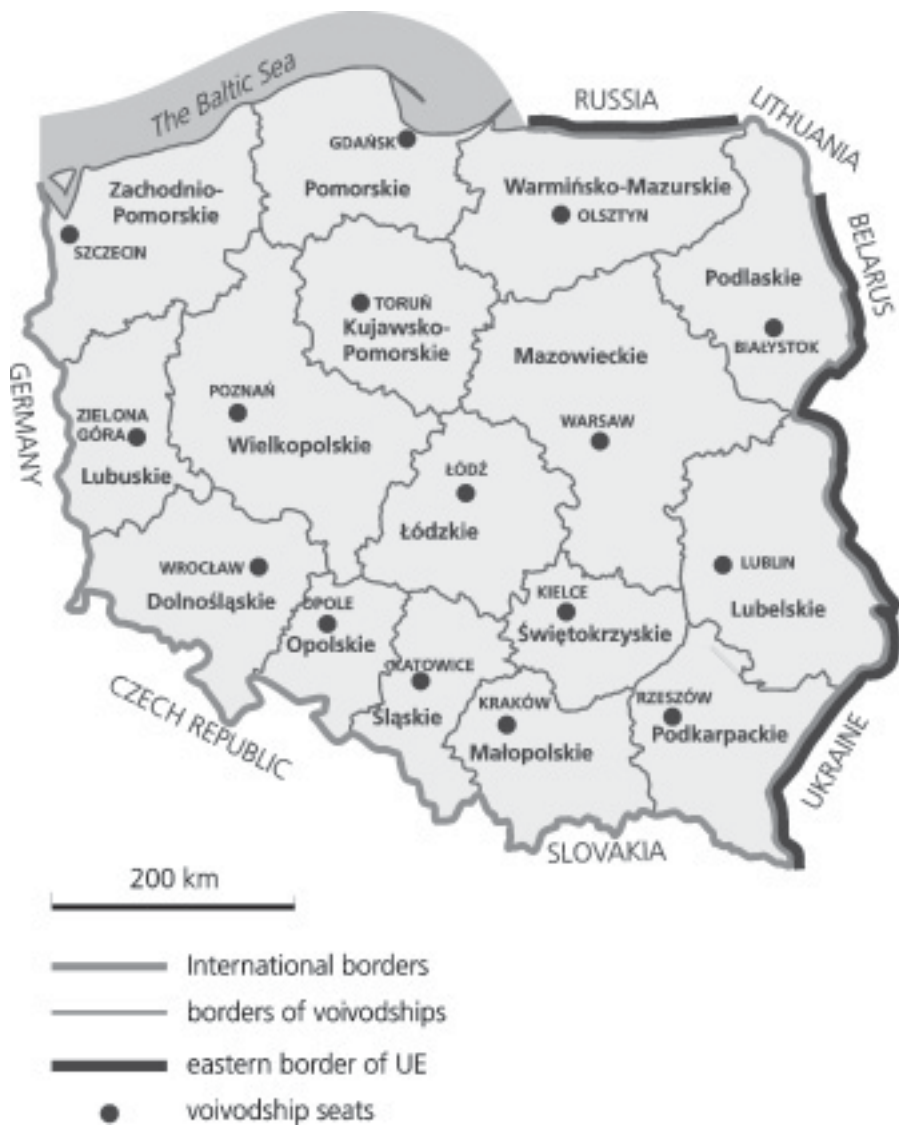 The Baltic Sea
RUSSIA
LITHUANIA
BELARUS
GDAŃSK
Pomorskie
Zachodnio-
Pomorskie
SZCZECIN
Warmińsko-Mazurskie
OLSZTYN
Podlaskie
BIAŁYSTOK
TORUŃ
Kujawsko-
Pomorskie
Mazowieckie
WARSAW
GERMANY
ZIELONA
GÓRA
Lubuskie
POZNAŃ
Wielkopolskie
ŁÓDŹ
Łódzkie
WROCŁAW
Dolnośląskie
OPOLE
Opolskie
KATOWICE
Śląskie
KIELCE
Świętokrzyskie
LUBLIN
Lubelskie
KRAKÓW
Małopolskie
RZESZÓW
Podkarpackie
CZECH REPUBLIC
SLOVAKIA
UKRAINE
200 km
International borders
borders of voivodships
eastern border of UE
voivodship seats